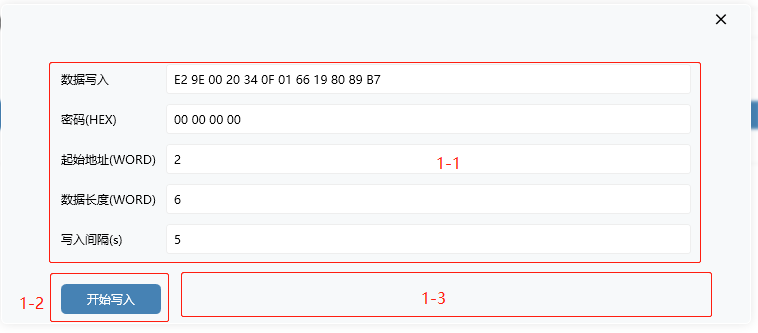 数据写入 E2 9E 00 20 34 0F 01 66 19 80 89 B7
密码(HEX) 00 00 00 00
起始地址(WORD) 2
1-1
数据长度(WORD) 6
写入间隔(s) 5
1-2 开始写入 1-3